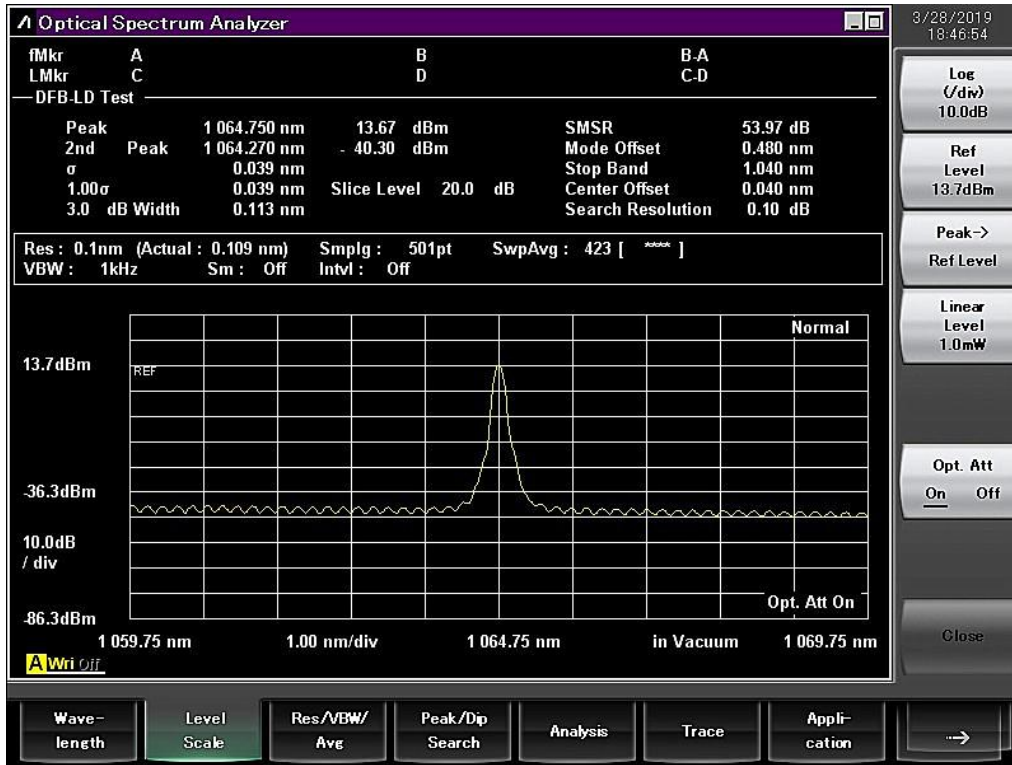 Optical Spectrum Analyzer
3/28/2019
18:46:54
fMkr A B B-A
LMkr C D C-D
DFB-LD Test
Peak 1 064.750 nm 13.67 dBm SMSR 53.97 dB
2nd Peak 1 064.270 nm - 40.30 dBm Mode Offset 0.480 nm
σ 0.039 nm Stop Band 1.040 nm
1.00σ 0.039 nm Slice Level 20.0 dB Center Offset 0.040 nm
3.0 dB Width 0.113 nm Search Resolution 0.10 dB
Res : 0.1nm (Actual : 0.109 nm) Smplg : 501pt SwpAvg : 423 [ **** ]
VBW : 1kHz Sm : Off Intvl : Off
Normal
13.7dBm
REF
-36.3dBm
10.0dB
/ div
Opt. Att On
-86.3dBm
1 059.75 nm 1.00 nm/div 1 064.75 nm in Vacuum 1 069.75 nm
A Wri Off
Log
(/div)
10.0dB
Ref
Level
13.7dBm
Peak->
Ref Level
Linear
Level
1.0mW
Opt. Att
On Off
Close
Wave-
length
Level
Scale
Res/VBW/
Avg
Peak/Dip
Search
Analysis
Trace
Appli-
cation